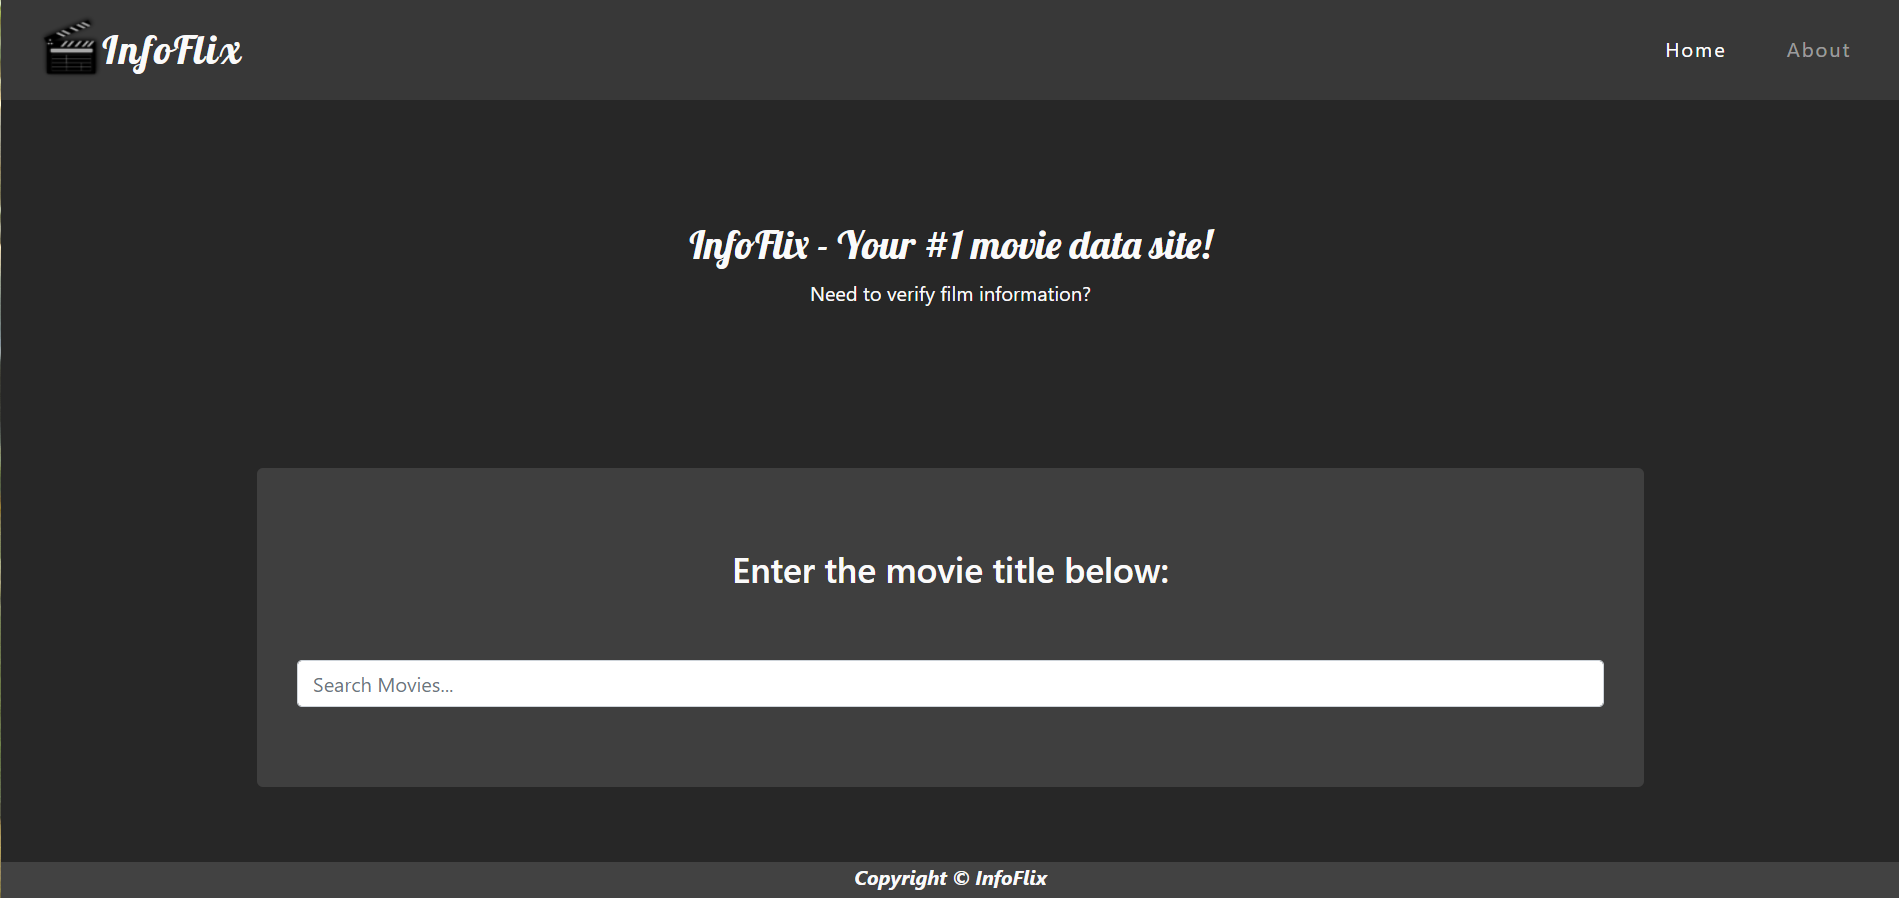 InfoFlix
Home
About
InfoFlix - Your #1 movie data site!
Need to verify film information?
Enter the movie title below:
Search Movies...
Copyright © InfoFlix